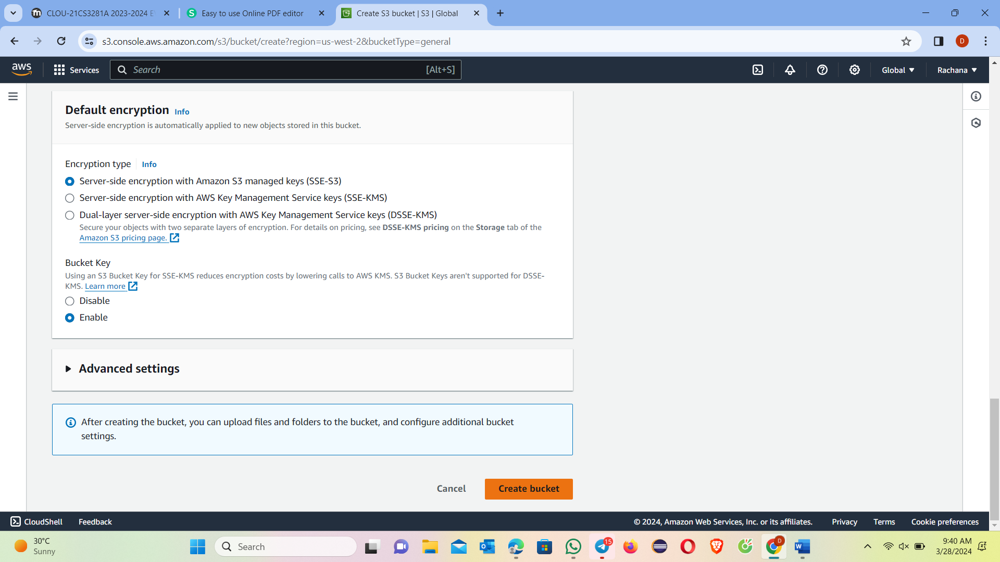 CLOU-21CS3281A 2023-2024 E
Easy to use Online PDF editor
Create S3 bucket | S3 | Global
s3.console.aws.amazon.com/s3/bucket/create?region=us-west-2&bucketType=general
D
aws
Services
Search
[Alt+S]
Global
Rachana
Default encryption Info
Server-side encryption is automatically applied to new objects stored in this bucket.
Encryption type Info
Server-side encryption with Amazon S3 managed keys (SSE-S3)
Server-side encryption with AWS Key Management Service keys (SSE-KMS)
Dual-layer server-side encryption with AWS Key Management Service keys (DSSE-KMS)
Secure your objects with two separate layers of encryption. For details on pricing, see DSSE-KMS pricing on the Storage tab of the
Amazon S3 pricing page.
Bucket Key
Using an S3 Bucket Key for SSE-KMS reduces encryption costs by lowering calls to AWS KMS. S3 Bucket Keys aren't supported for DSSE-
KMS. Learn more
Disable
Enable
Advanced settings
After creating the bucket, you can upload files and folders to the bucket, and configure additional bucket
settings.
Cancel
Create bucket
CloudShell
Feedback
© 2024, Amazon Web Services, Inc. or its affiliates.
Privacy
Terms
Cookie preferences
30°C
Sunny
Search
15
D
9:40 AM
3/28/2024